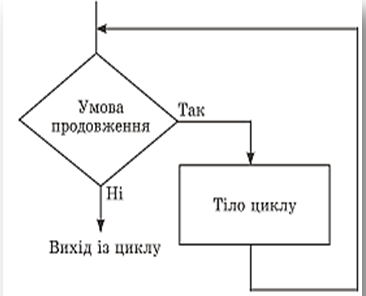 Умова
продовження
Так
Ні
Тіло циклу
Вихід із циклу